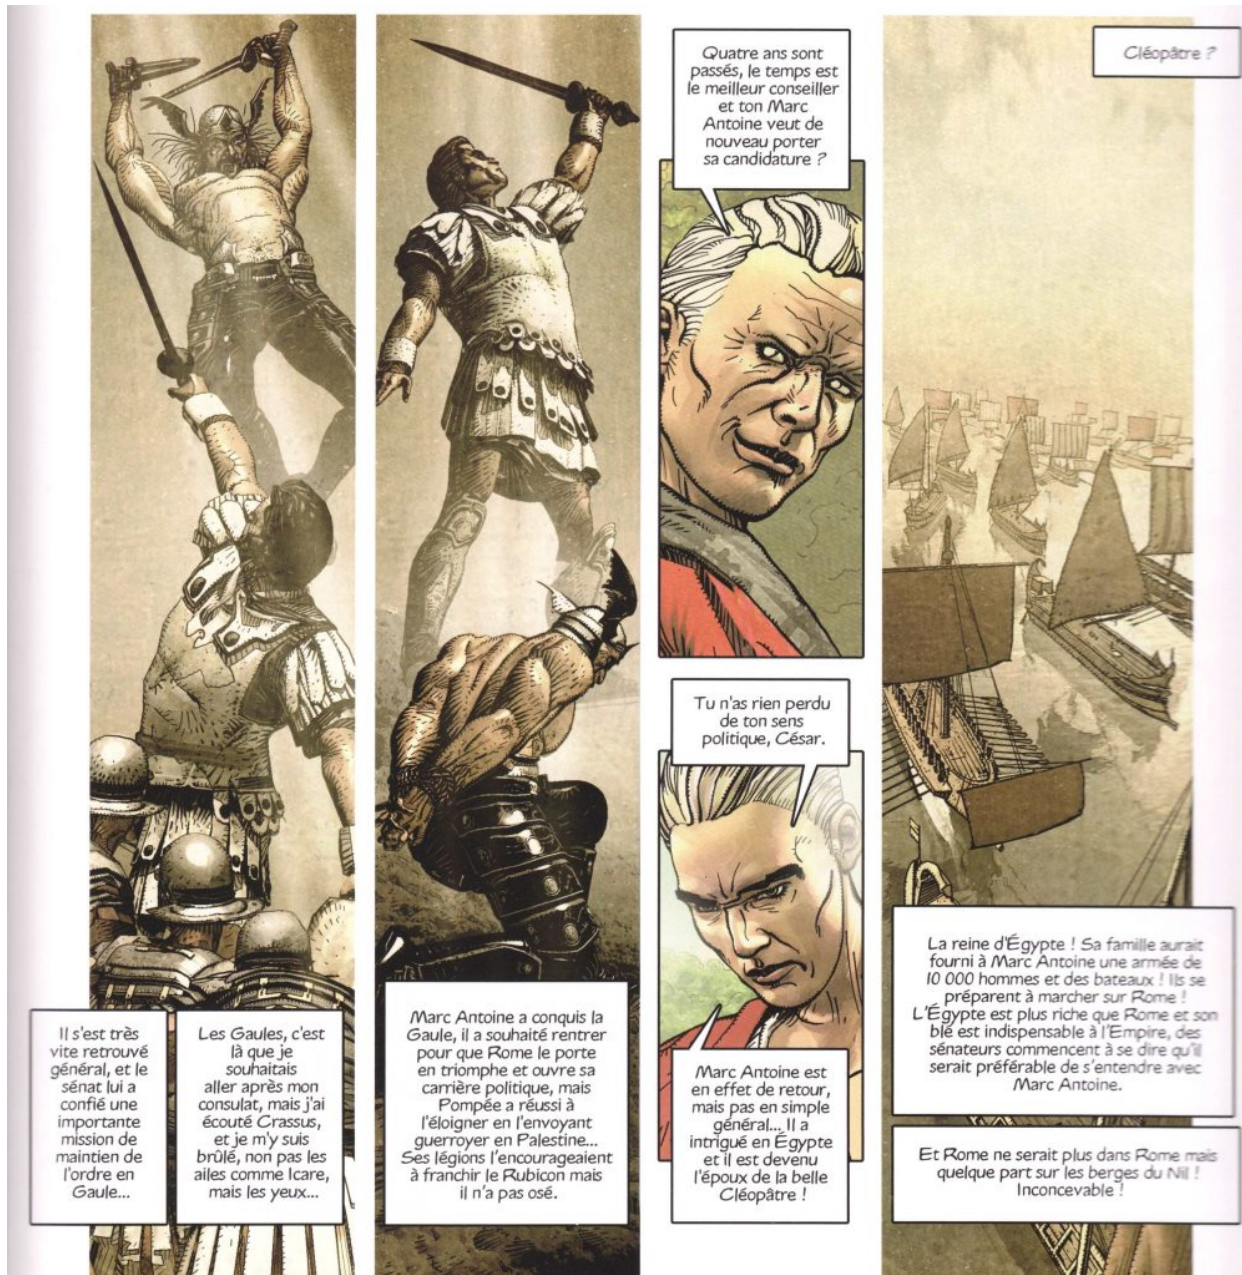 Il s'est très
vite retrouvé
général, et le
sénat lui a
confié une
importante
mission de
maintien de
l'ordre en
Gaule...
Les Gaules, c'est
là que je
souhaitais
aller après mon
consulat, mais j'ai
écouté Crassus,
et je m'y suis
brûlé, non pas les
ailes comme Icare,
mais les yeux...
Marc Antoine a conquis la
Gaule, il a souhaité rentrer
pour que Rome le porte
en triomphe et ouvre sa
carrière politique, mais
Pompée a réussi à
l'éloigner en l'envoyant
guerroyer en Palestine...
Ses légions l'encourageaient
à franchir le Rubicon mais
il n'a pas osé.
Quatre ans sont
passés, le temps est
le meilleur conseiller
et ton Marc
Antoine veut de
nouveau porter
sa candidature ?
Tu n'as rien perdu
de ton sens
politique, César.
Marc Antoine est
en effet de retour,
mais pas en simple
général... Il a
intrigué en Égypte
et il est devenu
l'époux de la belle
Cléopâtre !
Cléopâtre ?
La reine d'Égypte ! Sa famille aurait
fourni à Marc Antoine une armée de
10 000 hommes et des bateaux ! Ils se
préparent à marcher sur Rome !
L'Égypte est plus riche que Rome et son
blé est indispensable à l'Empire, des
sénateurs commencent à se dire qu'il
serait préférable de s'entendre avec
Marc Antoine.
Et Rome ne serait plus dans Rome mais
quelque part sur les berges du Nil !
Inconcevable !